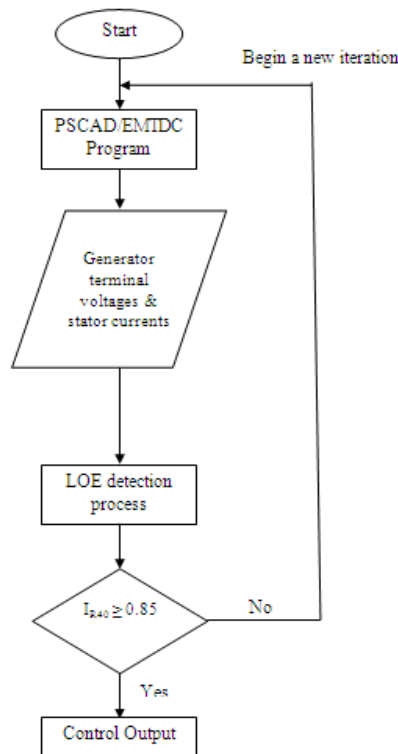 Start
Begin a new iteration
PSCAD/EMTDC
Program
Generator
terminal
voltages &
stator currents
LOE detection
process
I_R40 ≥ 0.85
No
Yes
Control Output